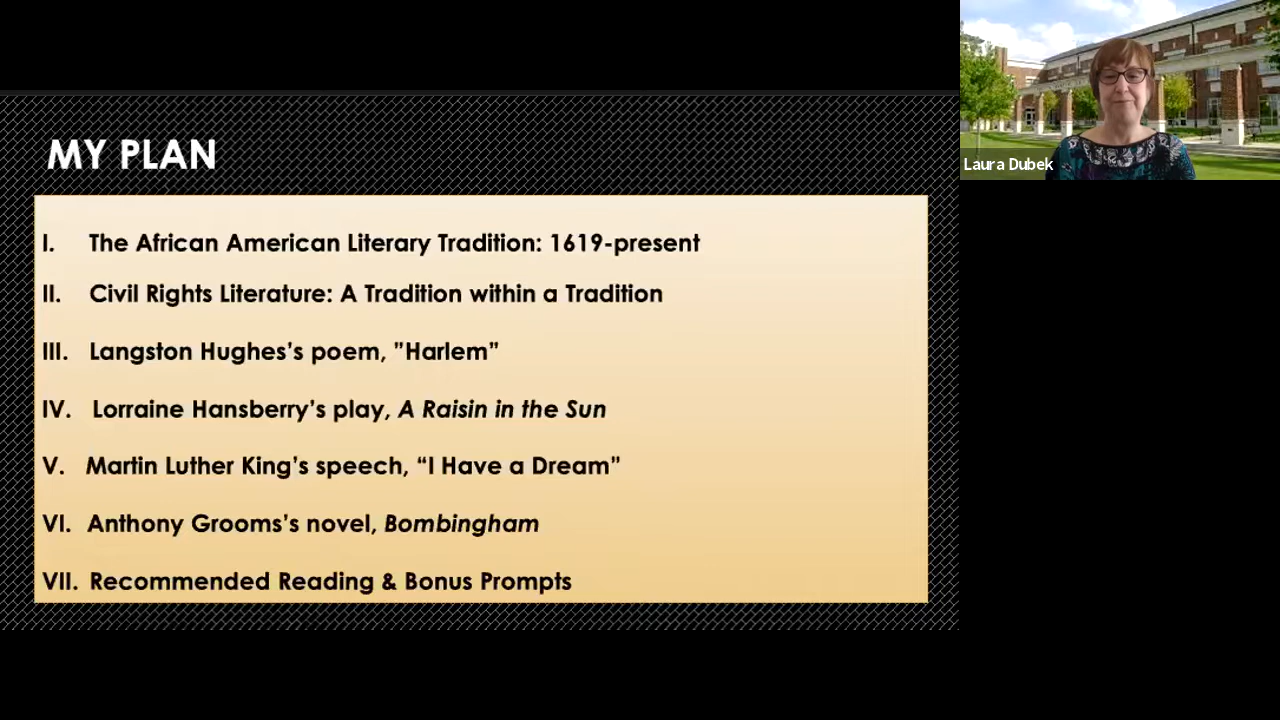 MY PLAN
I. The African American Literary Tradition: 1619-present
II. Civil Rights Literature: A Tradition within a Tradition
III. Langston Hughes’s poem, ”Harlem”
IV. Lorraine Hansberry’s play, A Raisin in the Sun
V. Martin Luther King’s speech, “I Have a Dream”
VI. Anthony Grooms’s novel, Bombingham
VII. Recommended Reading & Bonus Prompts
Laura Dubek